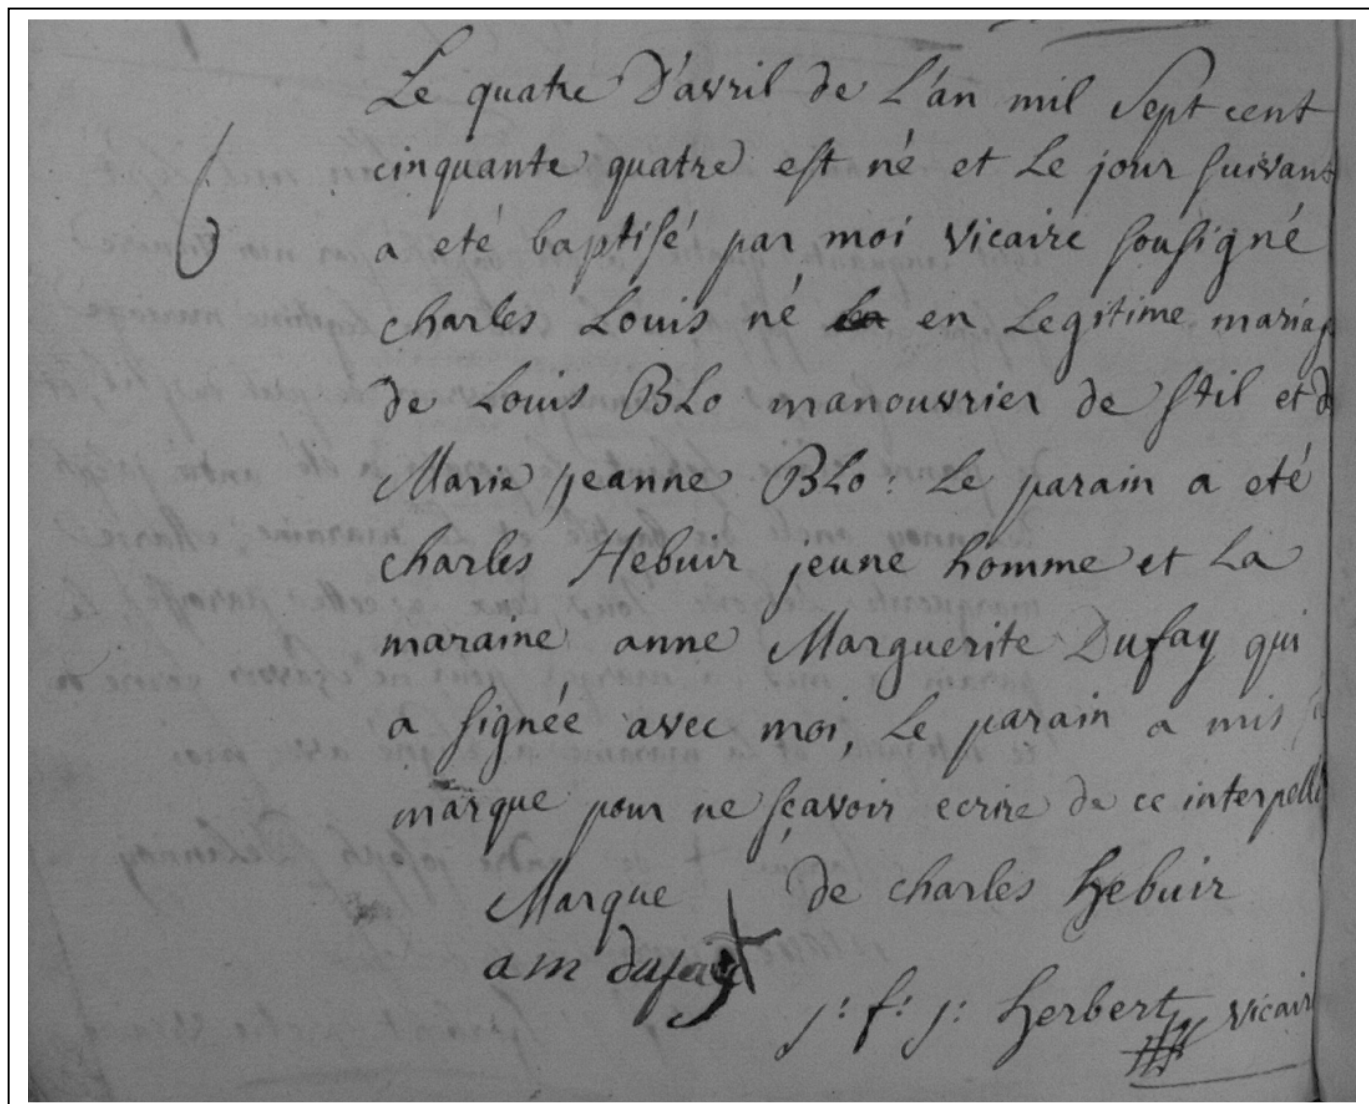 Le quatre D'avril de L'an mil sept cent
cinquante quatre est né et Le jour suivant
a eté baptisé par moi vicaire sousigné
charles Louis né en Legitime mariag
de Louis BLo manouvrier de stil et d
Marie jeanne BLo : Le parain a eté
charles Hebuir jeune homme et La
maraine anne Marguerite Dufay qui
a signée avec moi, Le parain a mis
marque pour ne sçavoir ecrire de ce interpellé
Marque de charles hebuir
a m dufay
j: f: j: herbert vicair